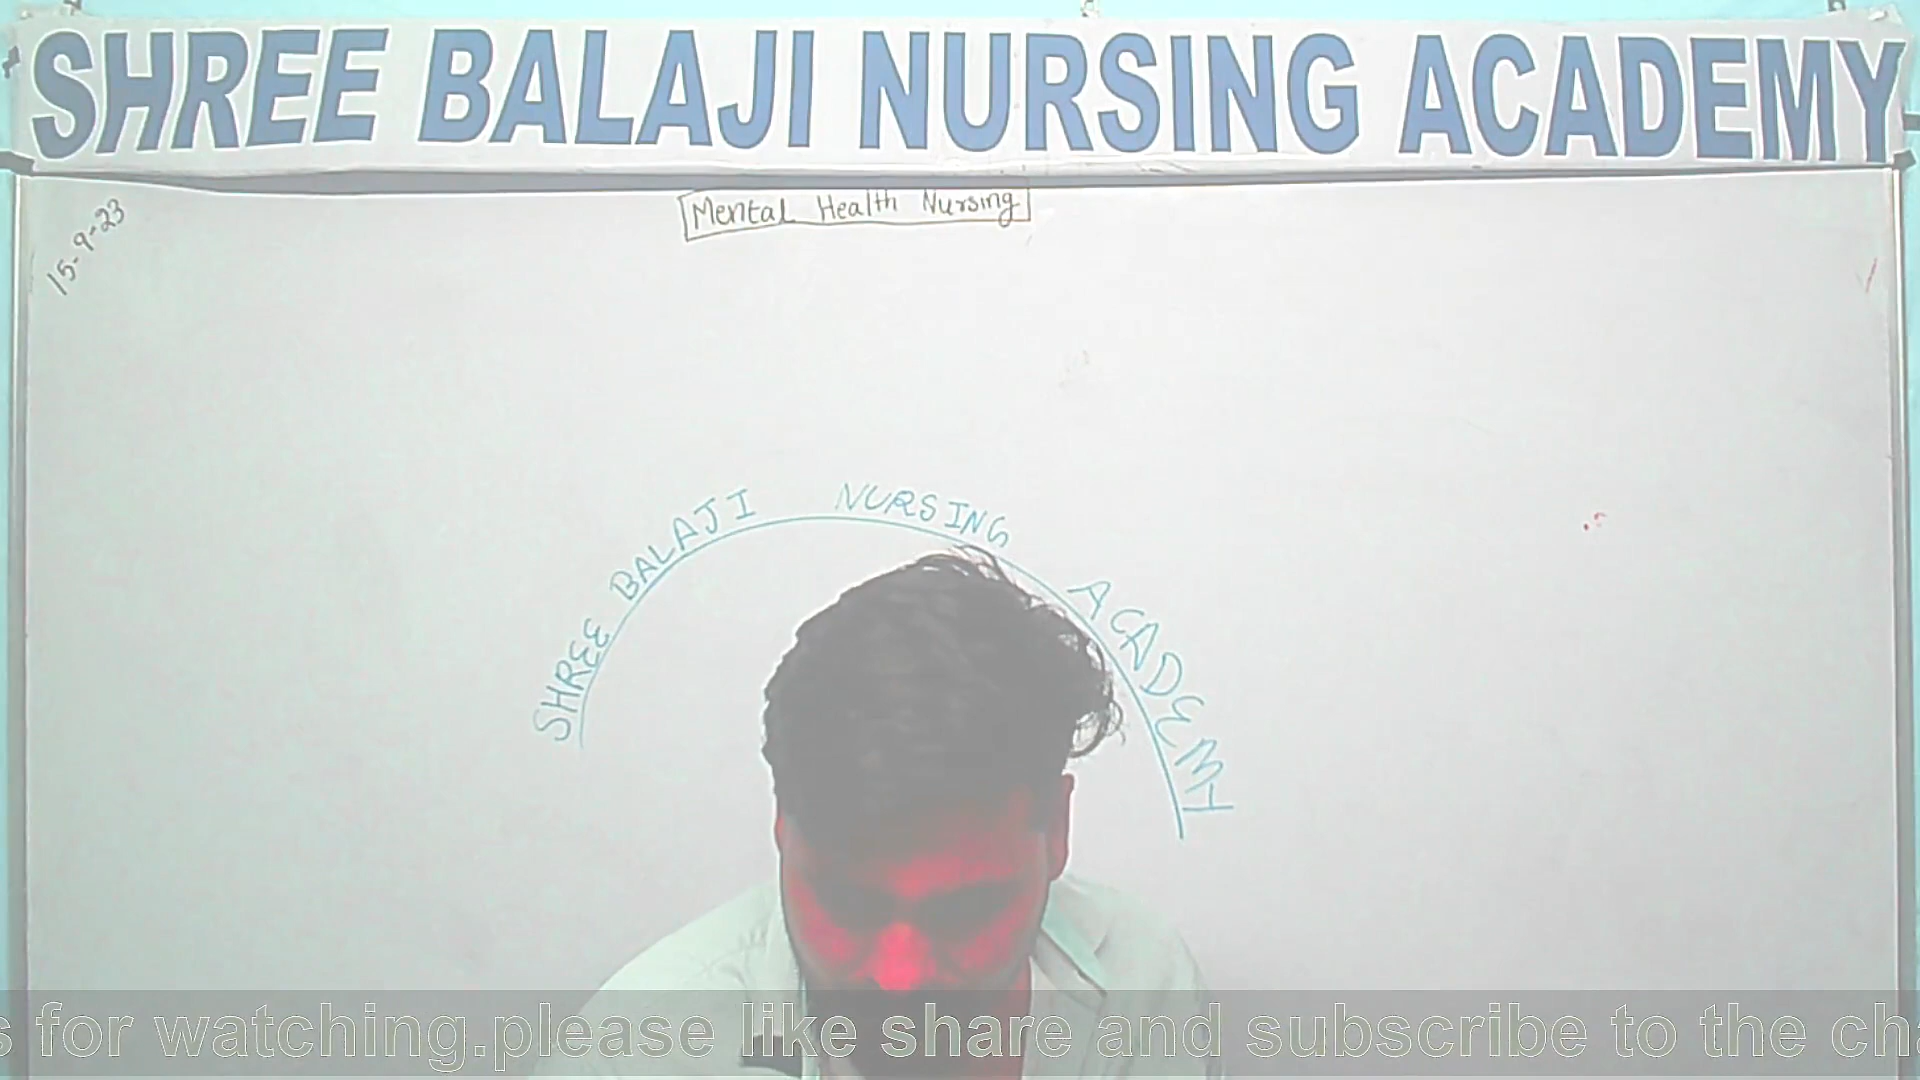 SHREE BALAJI NURSING ACADEMY
Mental Health Nursing
15-9-23
SHREE BALAJI NURSING ACADEMY
for watching.please like share and subscribe to the